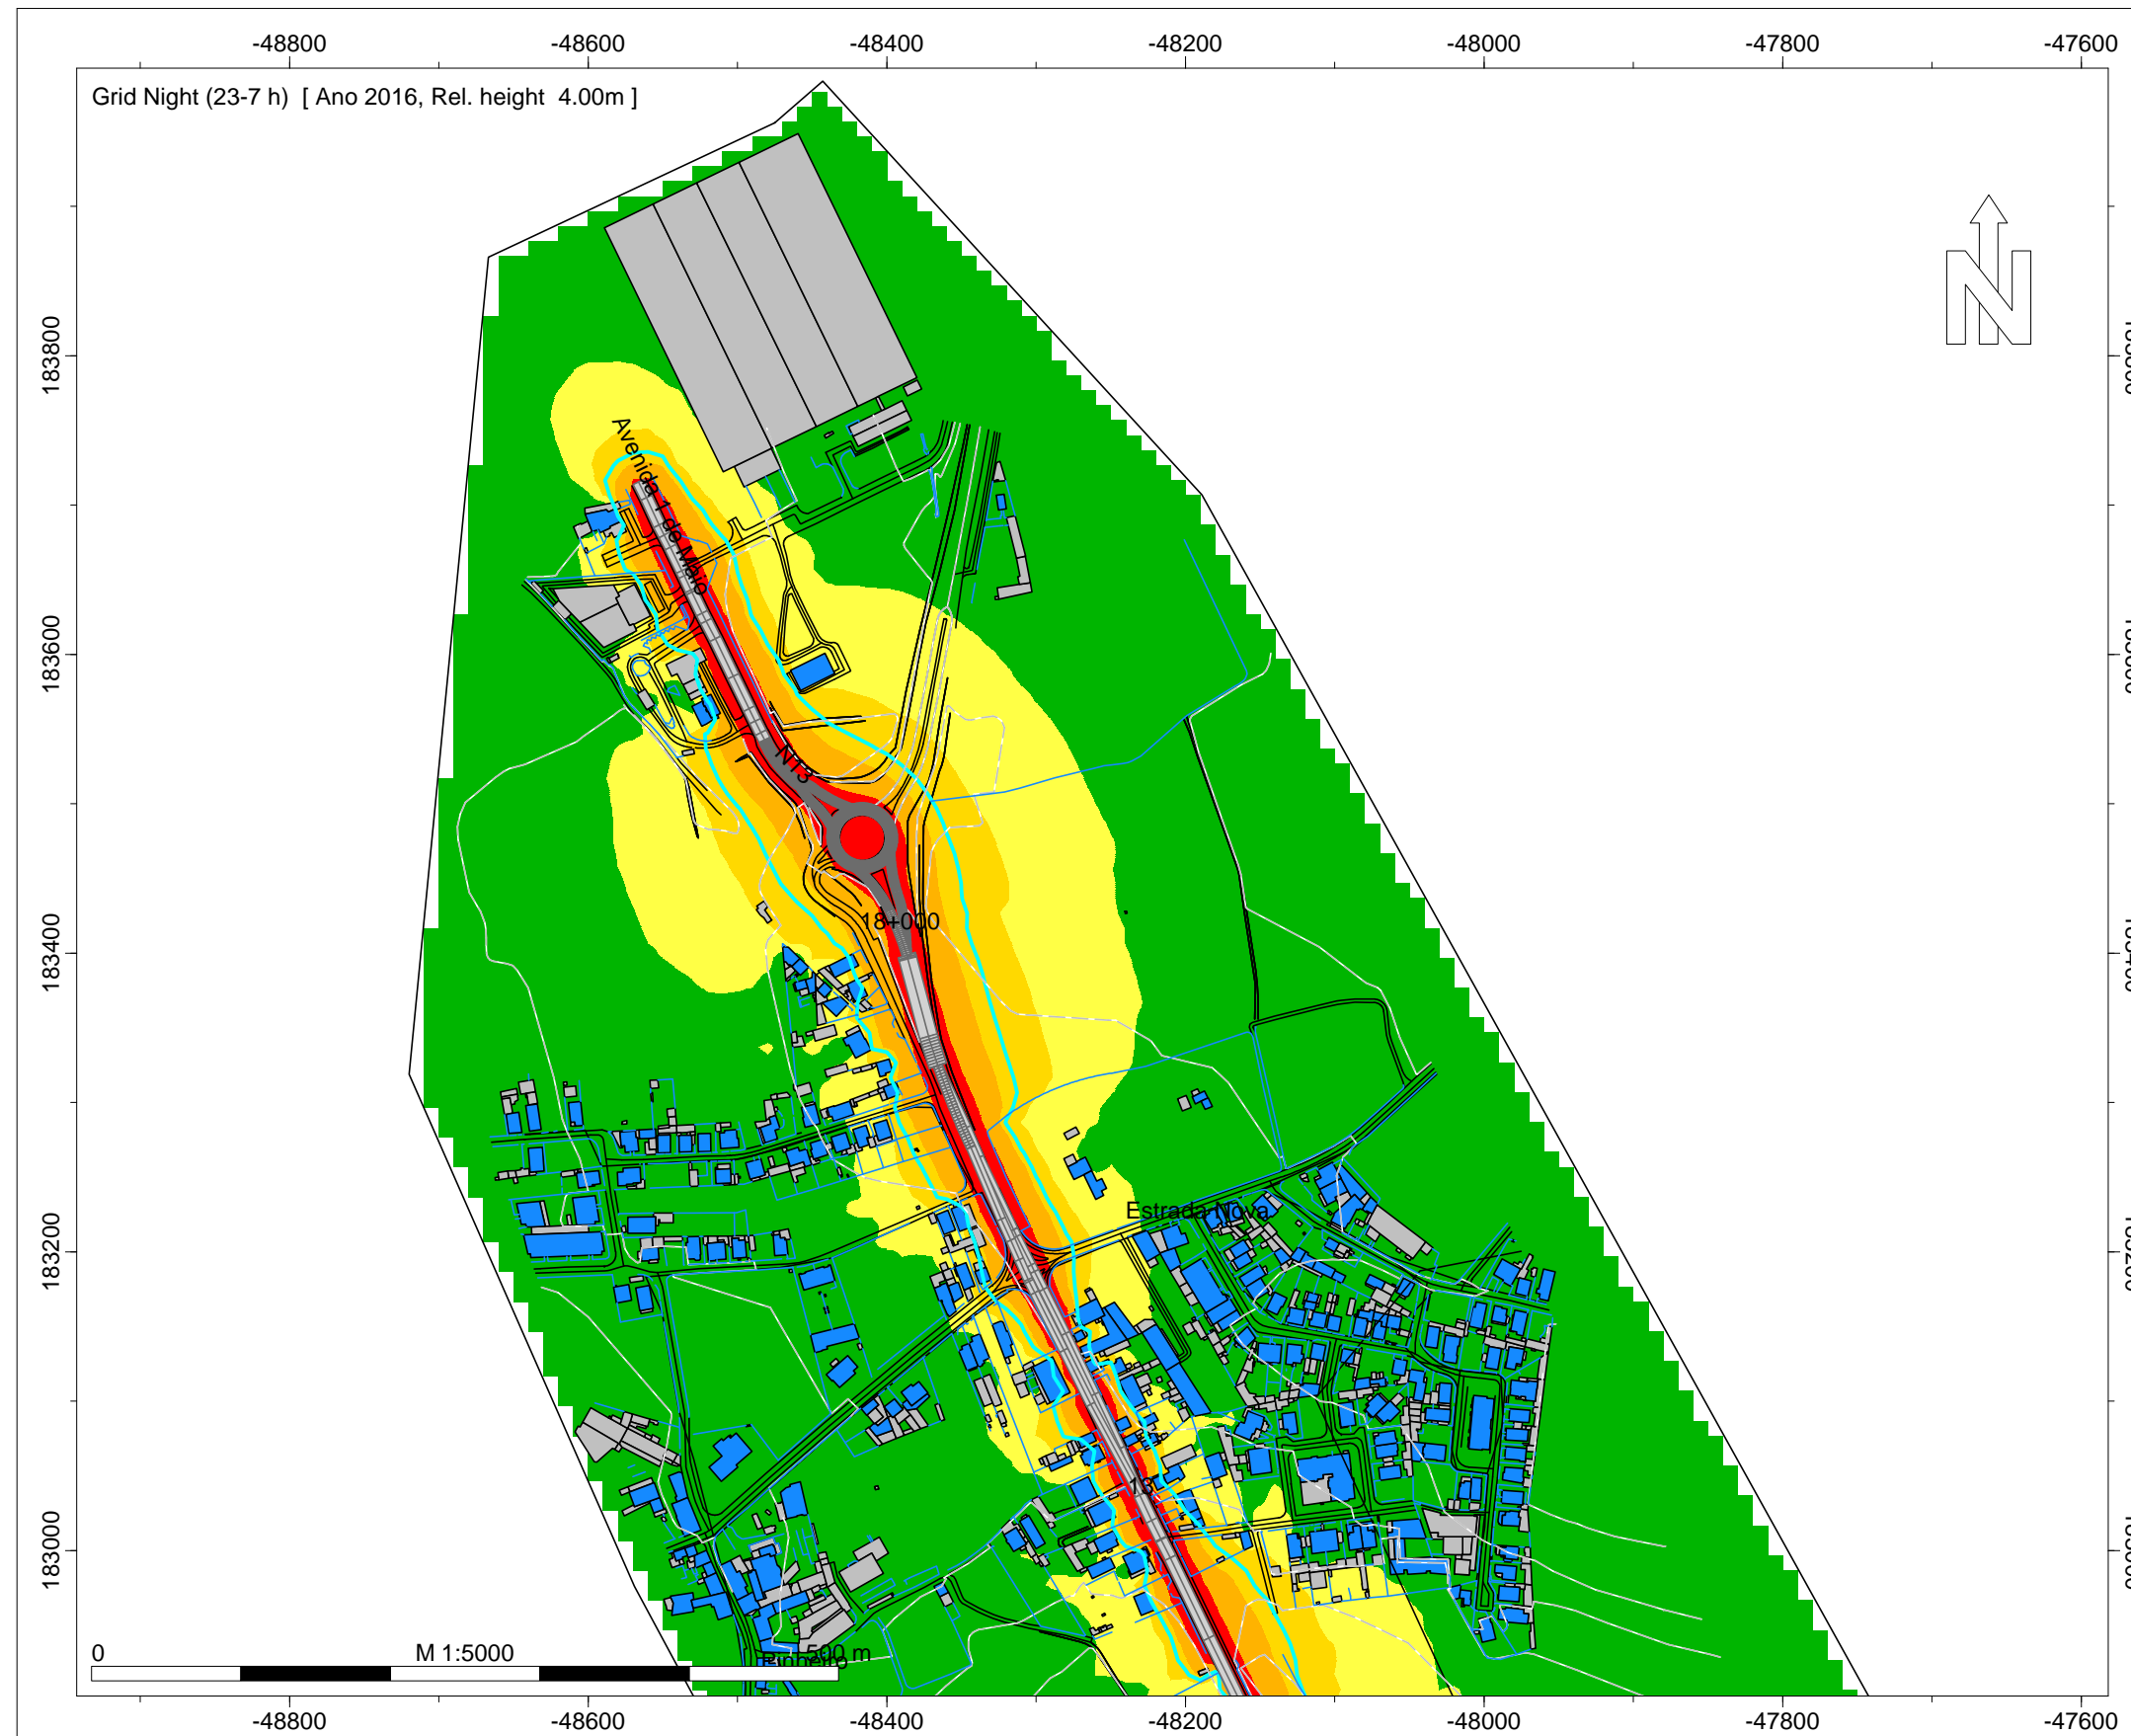 -48800 -48600 -48400 -48200 -48000 -47800 -47600
Grid Night (23-7 h) [ Ano 2016, Rel. height 4.00m ]
N
183800
Avenida 1 de Maio
183600
N13
18+000
183400
Estrada Nova
183200
13
183000
0 M 1:5000 500 m
Pinheiro
-48800 -48600 -48400 -48200 -48000 -47800 -47600